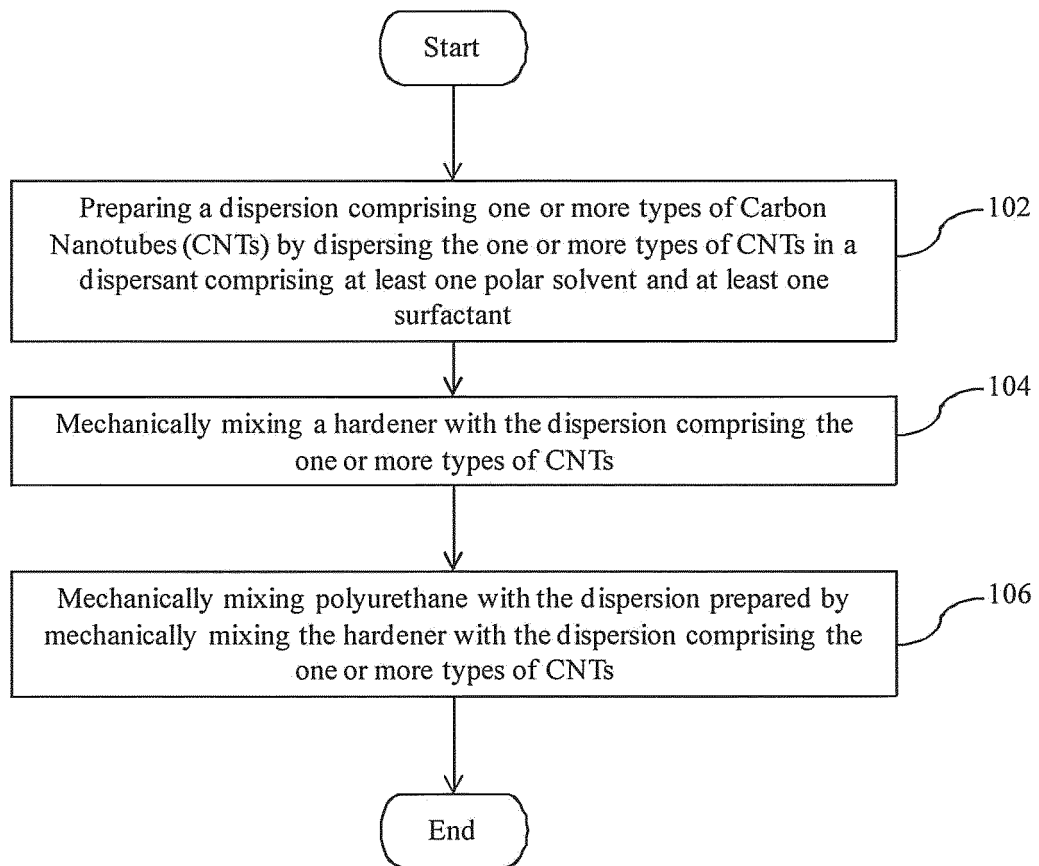 Start
Preparing a dispersion comprising one or more types of Carbon
Nanotubes (CNTs) by dispersing the one or more types of CNTs in a
dispersant comprising at least one polar solvent and at least one
surfactant
102
Mechanically mixing a hardener with the dispersion comprising the
one or more types of CNTs
104
Mechanically mixing polyurethane with the dispersion prepared by
mechanically mixing the hardener with the dispersion comprising the
one or more types of CNTs
106
End